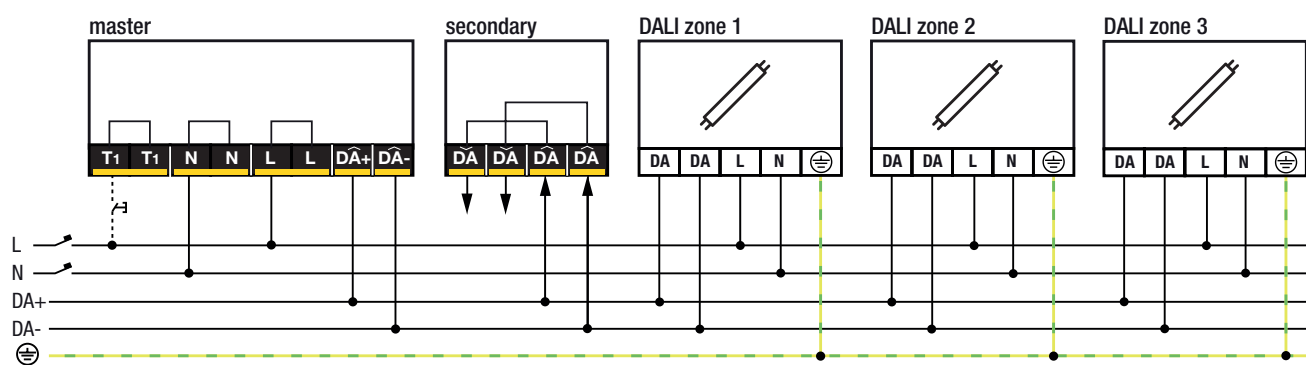 master secondary DALI zone 1 DALI zone 2 DALI zone 3
T1 T1 N N L L DA+ DA- DA DA DA DA DA DA L N DA DA L N DA DA L N
L
N
DA+
DA-